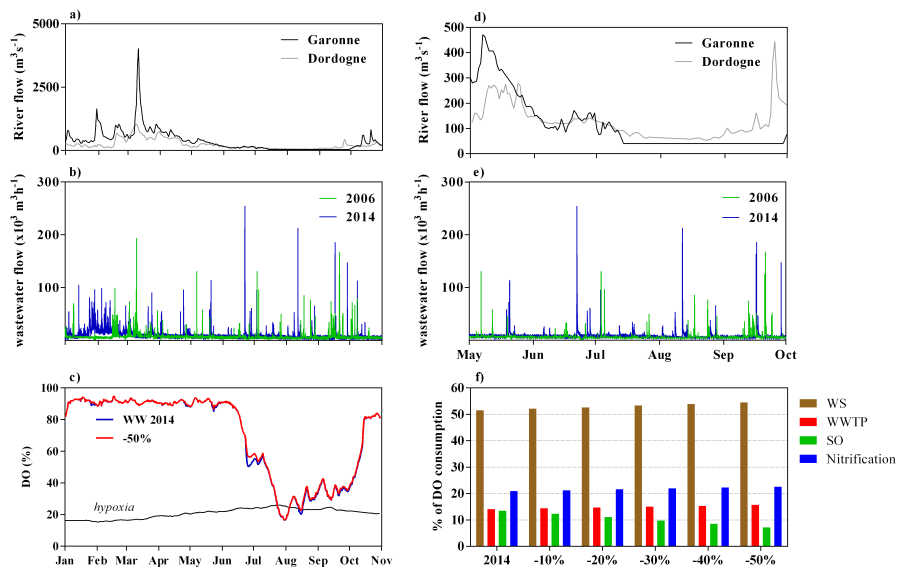 a)
River flow (m³s⁻¹)
5000
2500
0
Garonne
Dordogne
d)
River flow (m³s⁻¹)
500
400
300
200
100
0
Garonne
Dordogne
b)
wastewater flow (x10³ m³h⁻¹)
300
200
100
2006
2014
e)
wastewater flow (x10³ m³h⁻¹)
300
200
100
2006
2014
May Jun Jul Aug Sep Oct
c)
DO (%)
100
80
60
40
20
0
WW 2014
-50%
hypoxia
Jan Feb Mar Apr May Jun Jul Aug Sep Oct Nov
f)
% of DO consumption
60
50
40
30
20
10
0
2014 -10% -20% -30% -40% -50%
WS
WWTP
SO
Nitrification